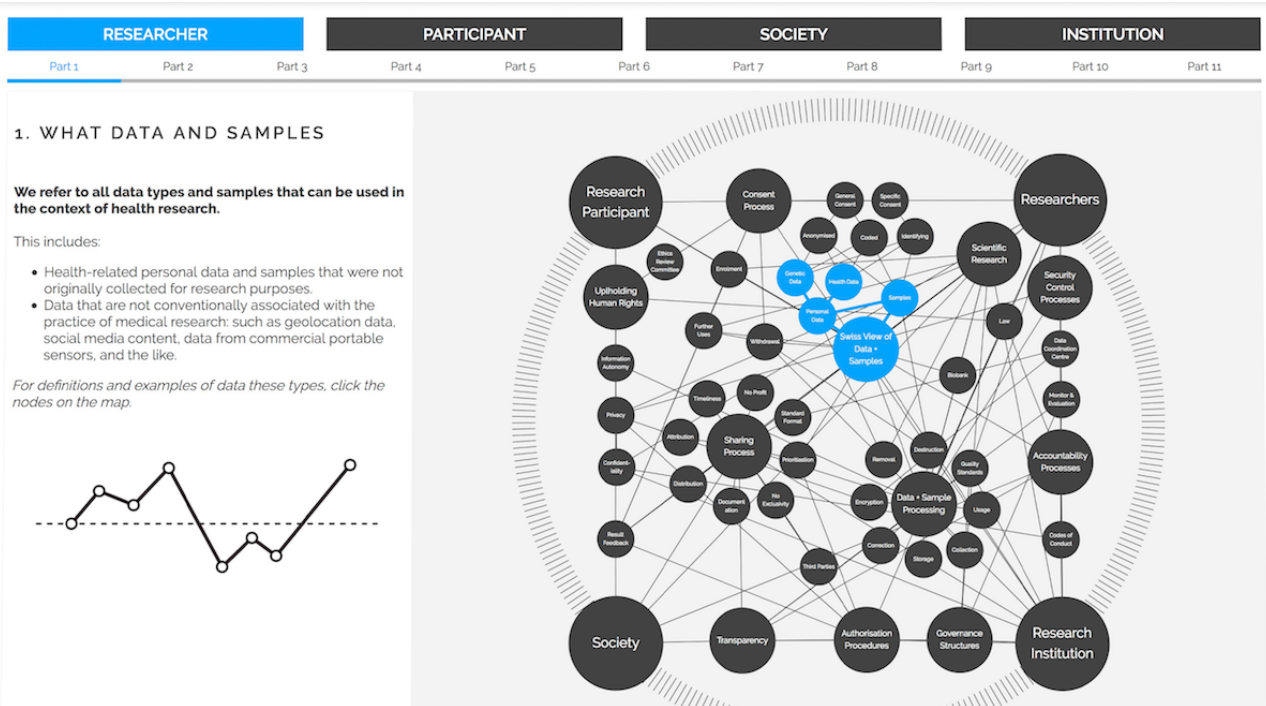 RESEARCHER
PARTICIPANT
SOCIETY
INSTITUTION
Part 1
Part 2
Part 3
Part 4
Part 5
Part 6
Part 7
Part 8
Part 9
Part 10
Part 11
1. WHAT DATA AND SAMPLES
We refer to all data types and samples that can be used in
the context of health research.
This includes:
Health-related personal data and samples that were not
originally collected for research purposes.
Data that are not conventionally associated with the
practice of medical research: such as geolocation data,
social media content, data from commercial portable
sensors, and the like.
For definitions and examples of data these types, click the
nodes on the map.
Research
Participant
Consent
Process
General
Consent
Specific
Consent
Researchers
Anonymised
Coded
Identifying
Scientific
Research
Ethics
Review
Committee
Enrolment
Genetic
Data
Health Data
Samples
Personal
Data
Uplholding
Human Rights
Security
Control
Processes
Further
Uses
Withdrawal
Swiss View of
Data +
Samples
Law
Information
Autonomy
Data
Coordination
Centre
Biobank
Timeliness
No Profit
Monitor &
Evaluation
Privacy
Standard
Format
Attribution
Sharing
Process
Prioritisation
Removal
Destruction
Quality
Standards
Accountability
Processes
Confident-
iality
Distribution
Document
ation
No
Exclusivity
Encryption
Data + Sample
Processing
Usage
Result
Feedback
Correction
Storage
Collection
Codes of
Conduct
Third Parties
Society
Transparency
Authorisation
Procedures
Governance
Structures
Research
Institution